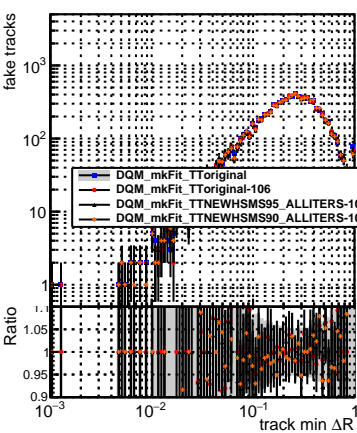 fake tracks
10³
10²
10
1
DQM_mkFit_TToriginal
DQM_mkFit_TToriginal-106
DQM_mkFit_TTNEWHSMS95_ALLITERS-10
DQM_mkFit_TTNEWHSMS90_ALLITERS-10
Ratio
1.1
1.05
1
0.95
0.9
10⁻³ 10⁻² 10⁻¹ 1
track min ΔR